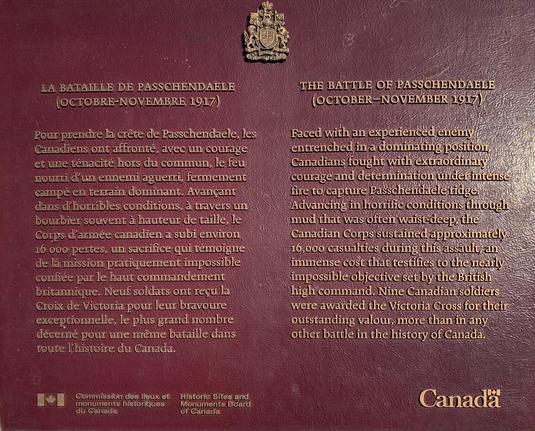 LA BATAILLE DE PASSCHENDAELE
(OCTOBRE-NOVEMBRE 1917)
Pour prendre la crête de Passchendaele, les
Canadiens ont affronté, avec un courage
et une ténacité hors du commun, le feu
nourri d'un ennemi aguerri, fermement
campé en terrain dominant. Avançant
dans d'horribles conditions, à travers un
bourbier souvent à hauteur de taille, le
Corps d'armée canadien a subi environ
16 000 pertes, un sacrifice qui témoigne
de la mission pratiquement impossible
confiée par le haut commandement
britannique. Neuf soldats ont reçu la
Croix de Victoria pour leur bravoure
exceptionnelle, le plus grand nombre
décerné pour une même bataille dans
toute l'histoire du Canada.
THE BATTLE OF PASSCHENDAELE
(OCTOBER–NOVEMBER 1917)
Faced with an experienced enemy
entrenched in a dominating position,
Canadians fought with extraordinary
courage and determination under intense
fire to capture Passchendaele ridge.
Advancing in horrific conditions through
mud that was often waist-deep, the
Canadian Corps sustained approximately
16,000 casualties during this assault, an
immense cost that testifies to the nearly
impossible objective set by the British
high command. Nine Canadian soldiers
were awarded the Victoria Cross for their
outstanding valour, more than in any
other battle in the history of Canada.
Commission des lieux et
monuments historiques
du Canada
Historic Sites and
Monuments Board
of Canada
Canada